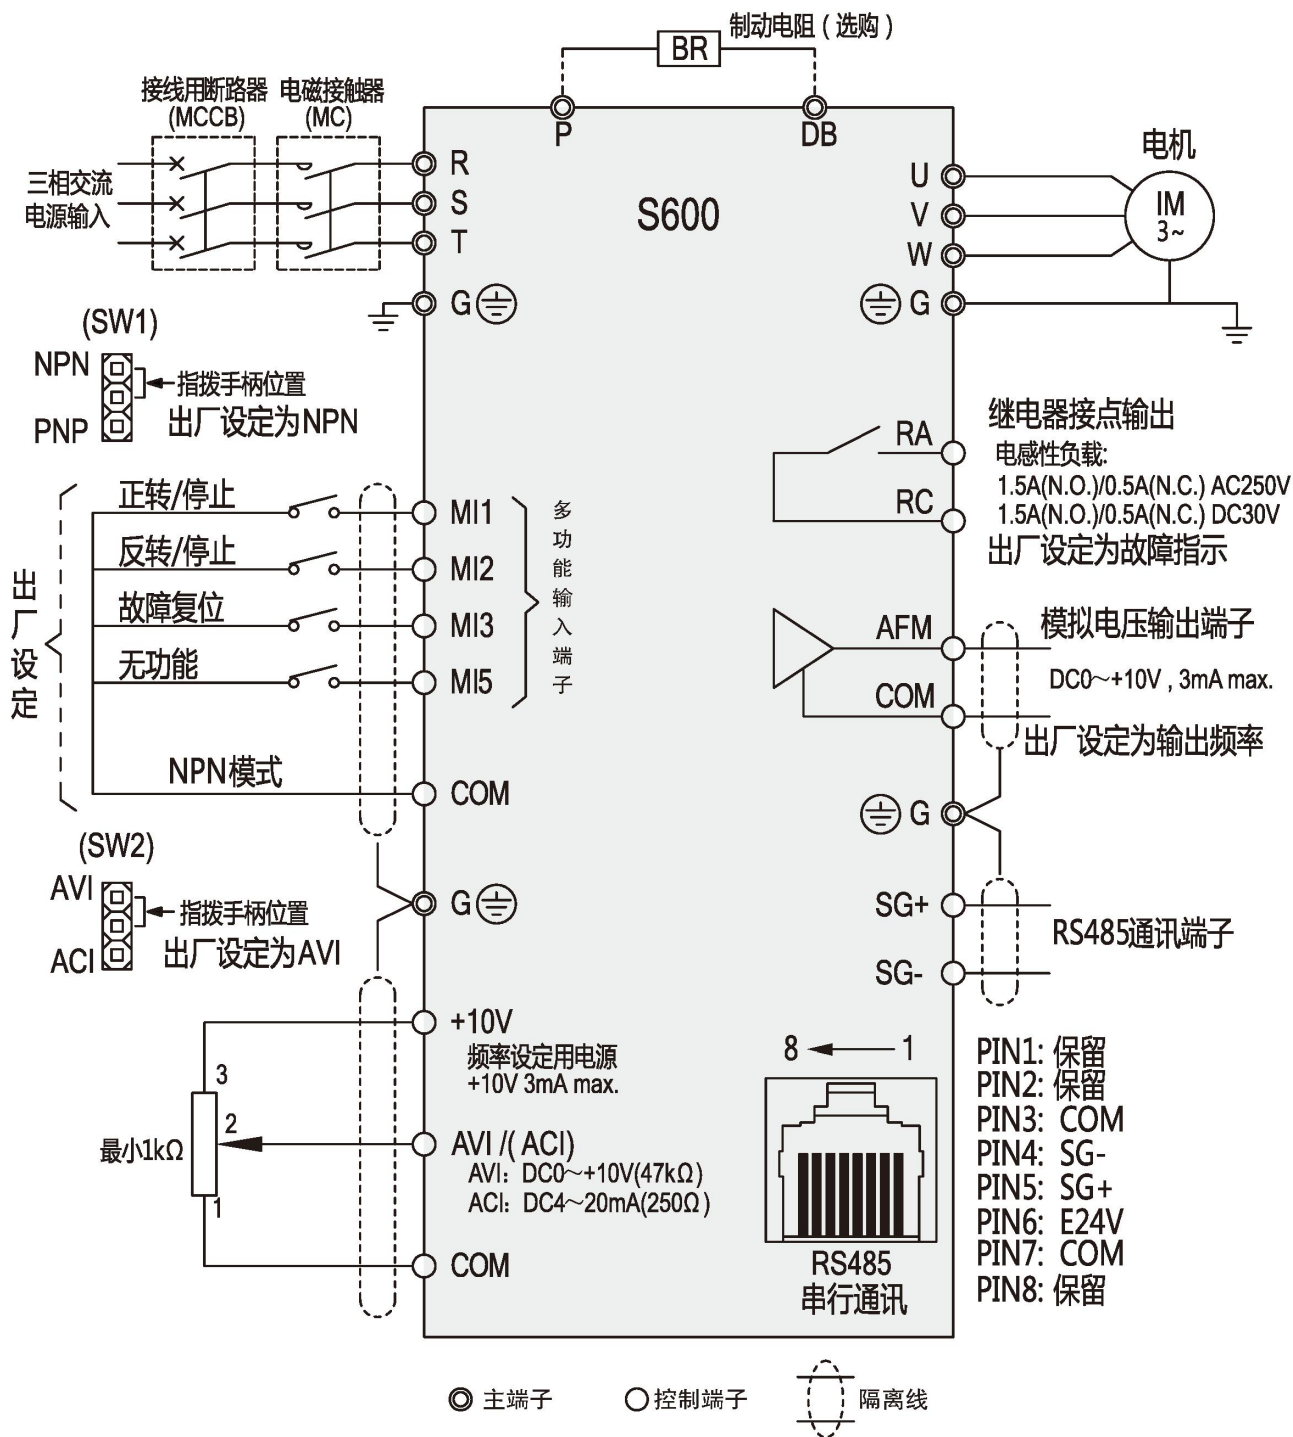 制动电阻（选购）
BR
接线用断路器
(MCCB)
电磁接触器
(MC)
P
DB
三相交流
电源输入
R
S
T
G
S600
U
V
W
G
电机
IM
3~
(SW1)
NPN
PNP
指拨手柄位置
出厂设定为NPN
RA
RC
继电器接点输出
电感性负载:
1.5A(N.O.)/0.5A(N.C.) AC250V
1.5A(N.O.)/0.5A(N.C.) DC30V
出厂设定为故障指示
出厂设定
正转/停止
反转/停止
故障复位
无功能
NPN模式
MI1
MI2
MI3
MI5
COM
多功能输入端子
AFM
COM
模拟电压输出端子
DC0～+10V , 3mA max.
出厂设定为输出频率
G
(SW2)
AVI
ACI
指拨手柄位置
出厂设定为AVI
G
SG+
SG-
RS485通讯端子
+10V
频率设定用电源
+10V 3mA max.
3
2
1
最小1kΩ
AVI /( ACI)
AVI：DC0～+10V(47kΩ)
ACI：DC4～20mA(250Ω)
COM
8
1
RS485
串行通讯
PIN1: 保留
PIN2: 保留
PIN3: COM
PIN4: SG-
PIN5: SG+
PIN6: E24V
PIN7: COM
PIN8: 保留
主端子
控制端子
隔离线